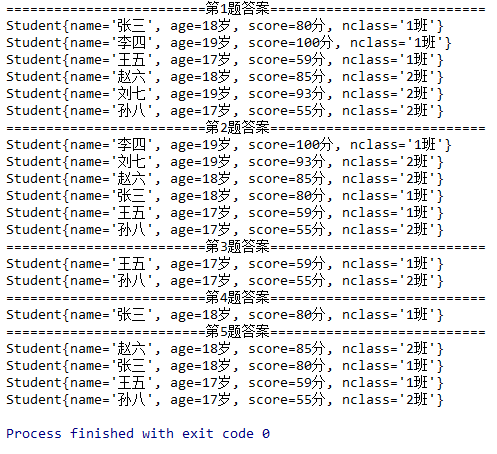 =========================第1题答案===========================
Student{name='张三', age=18岁, score=80分, nclass='1班'}
Student{name='李四', age=19岁, score=100分, nclass='1班'}
Student{name='王五', age=17岁, score=59分, nclass='1班'}
Student{name='赵六', age=18岁, score=85分, nclass='2班'}
Student{name='刘七', age=19岁, score=93分, nclass='2班'}
Student{name='孙八', age=17岁, score=55分, nclass='2班'}
=========================第2题答案===========================
Student{name='李四', age=19岁, score=100分, nclass='1班'}
Student{name='刘七', age=19岁, score=93分, nclass='2班'}
Student{name='赵六', age=18岁, score=85分, nclass='2班'}
Student{name='张三', age=18岁, score=80分, nclass='1班'}
Student{name='王五', age=17岁, score=59分, nclass='1班'}
Student{name='孙八', age=17岁, score=55分, nclass='2班'}
=========================第3题答案===========================
Student{name='王五', age=17岁, score=59分, nclass='1班'}
Student{name='孙八', age=17岁, score=55分, nclass='2班'}
=========================第4题答案===========================
Student{name='张三', age=18岁, score=80分, nclass='1班'}
=========================第5题答案===========================
Student{name='赵六', age=18岁, score=85分, nclass='2班'}
Student{name='张三', age=18岁, score=80分, nclass='1班'}
Student{name='王五', age=17岁, score=59分, nclass='1班'}
Student{name='孙八', age=17岁, score=55分, nclass='2班'}
Process finished with exit code 0